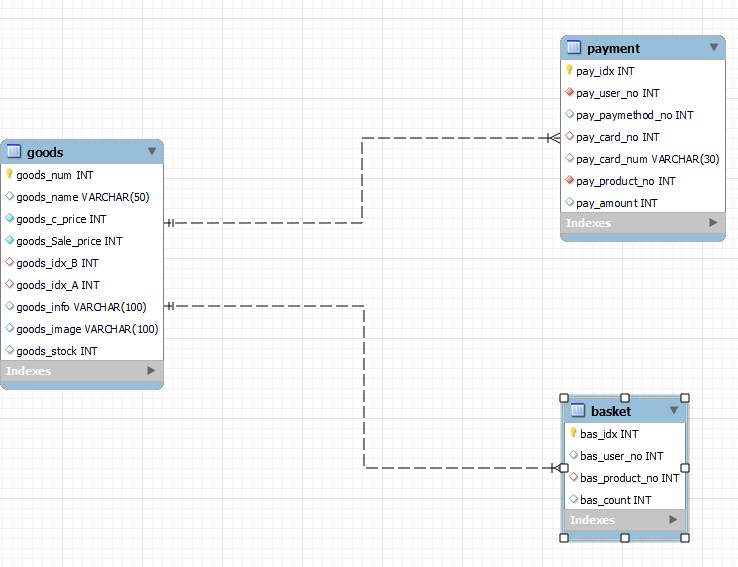 payment
pay_idx INT
pay_user_no INT
pay_paymethod_no INT
pay_card_no INT
pay_card_num VARCHAR(30)
pay_product_no INT
pay_amount INT
Indexes
goods
goods_num INT
goods_name VARCHAR(50)
goods_c_price INT
goods_Sale_price INT
goods_idx_B INT
goods_idx_A INT
goods_info VARCHAR(100)
goods_image VARCHAR(100)
goods_stock INT
Indexes
basket
bas_idx INT
bas_user_no INT
bas_product_no INT
bas_count INT
Indexes